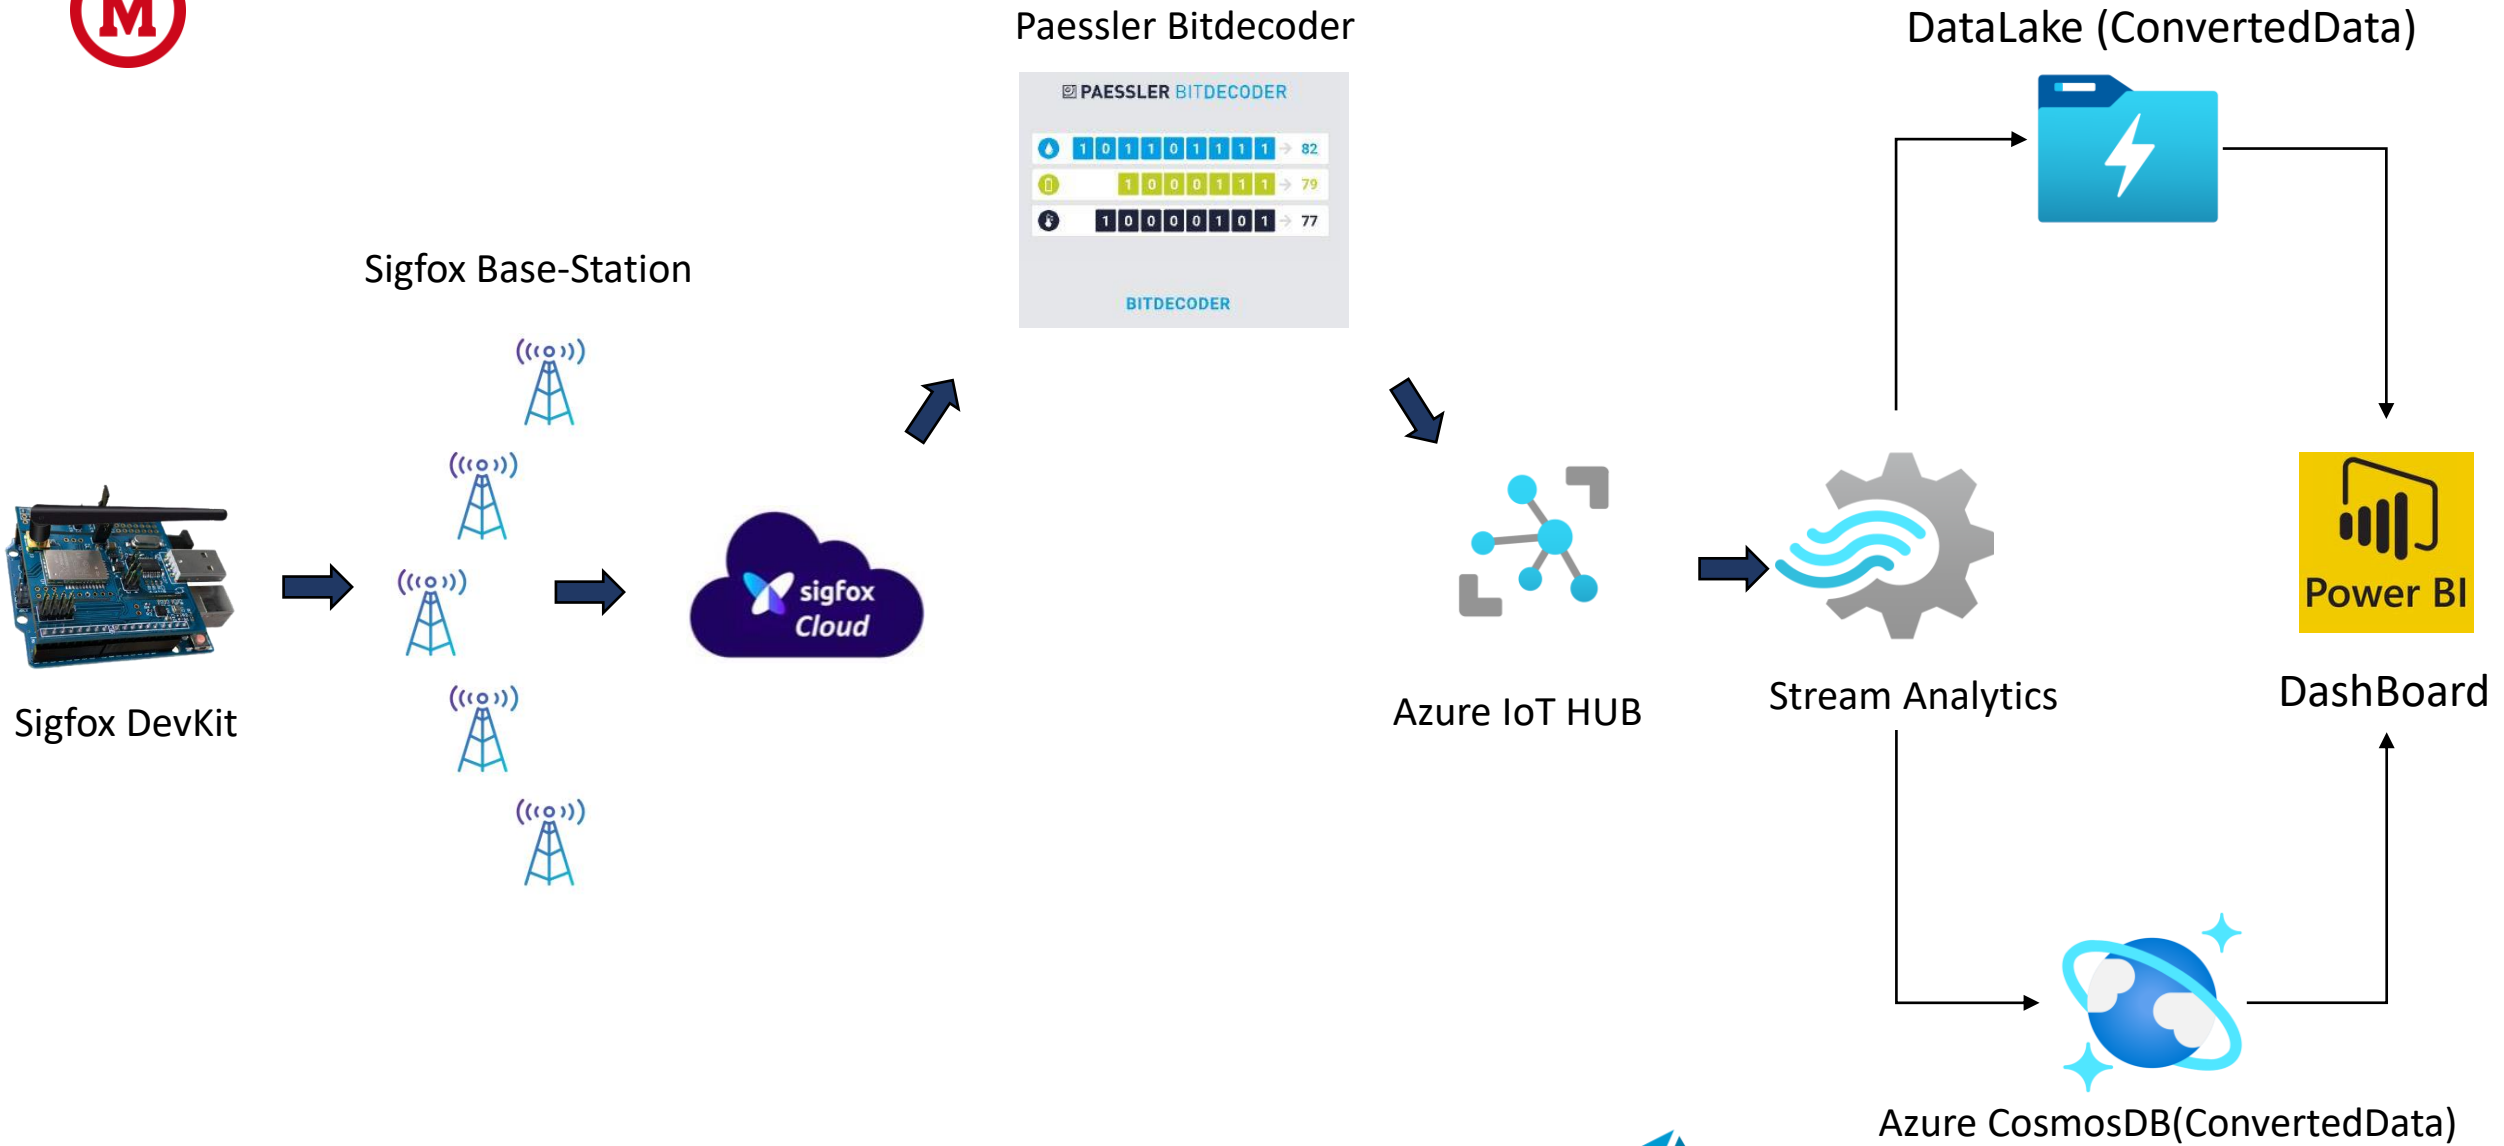 M
Paessler Bitdecoder
DataLake (ConvertedData)
PAESSLER BITDECODER
1 0 1 1 0 1 1 1 1 → 82
1 0 0 0 1 1 1 → 79
1 0 0 0 0 1 0 1 → 77
BITDECODER
Sigfox Base-Station
sigfox
Cloud
Power BI
Sigfox DevKit
Azure IoT HUB
Stream Analytics
DashBoard
Azure CosmosDB(ConvertedData)